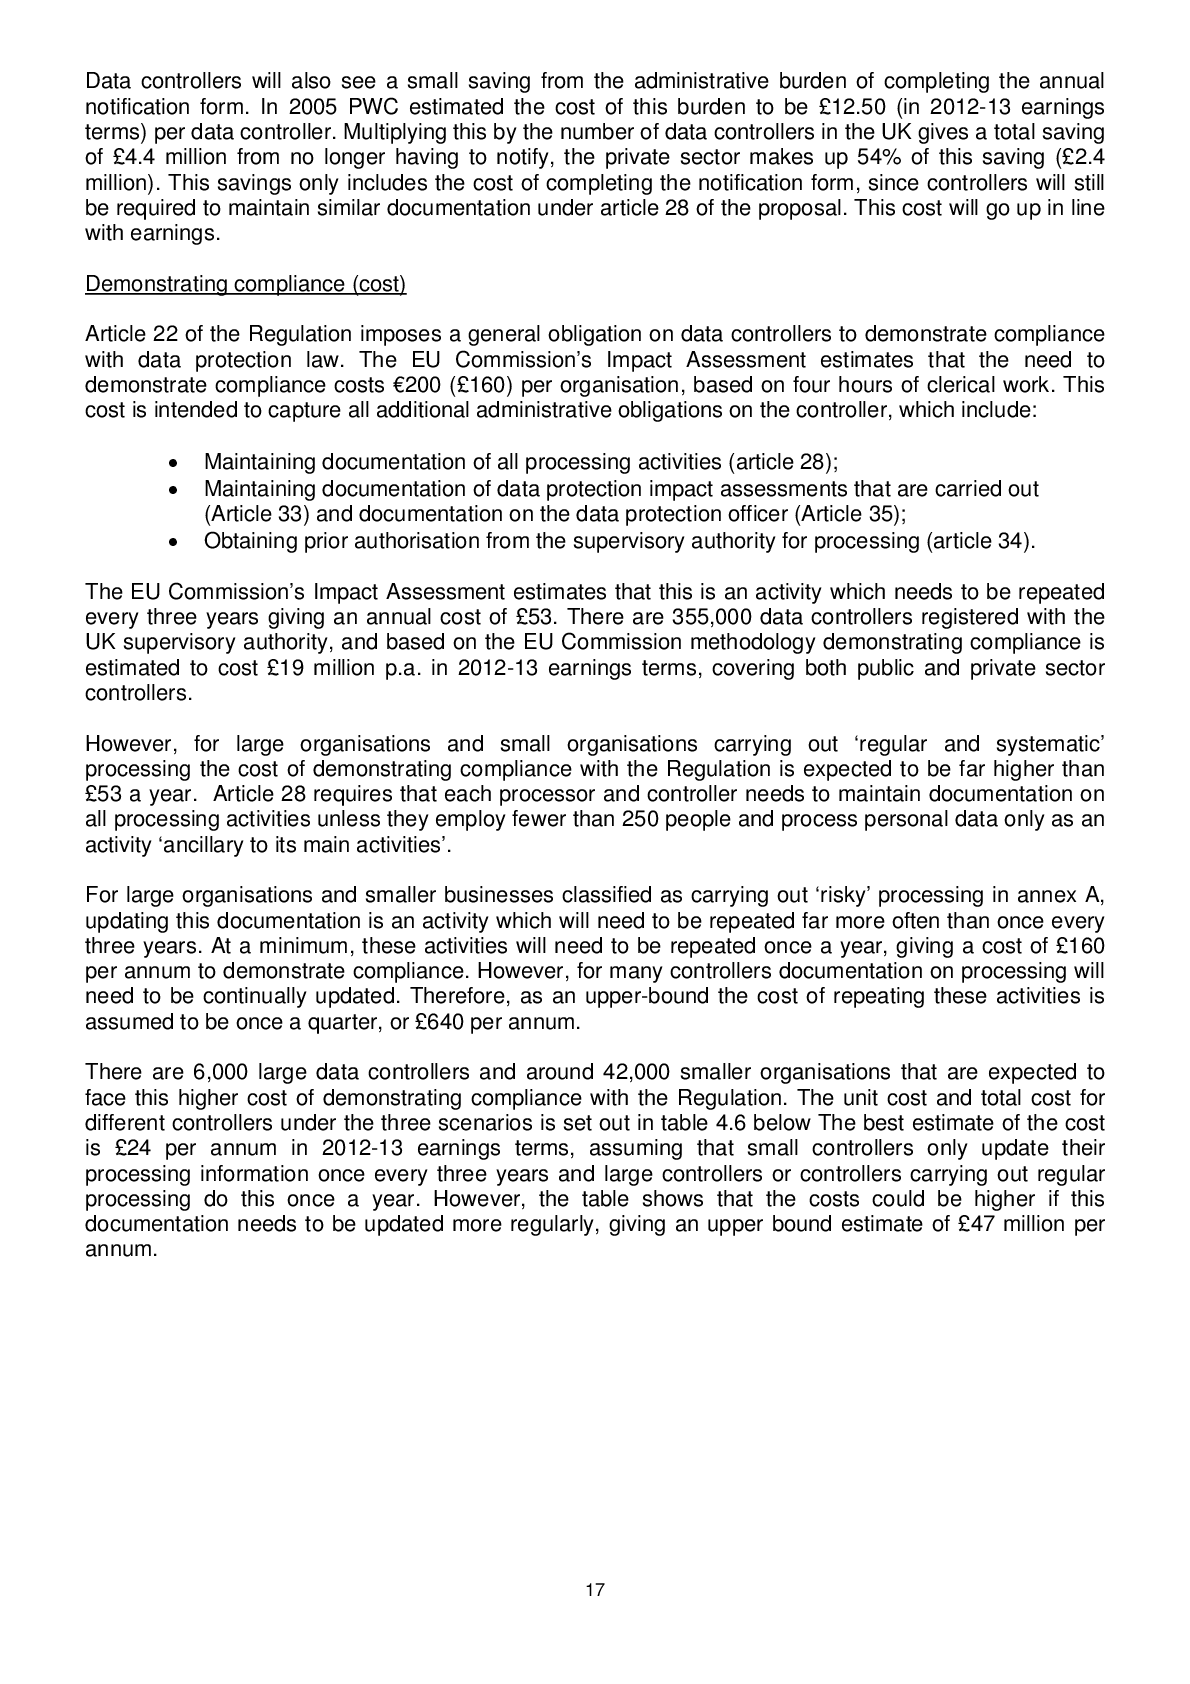 Data controllers will also see a small saving from the administrative burden of completing the annual
notification form. In 2005 PWC estimated the cost of this burden to be £12.50 (in 2012-13 earnings
terms) per data controller. Multiplying this by the number of data controllers in the UK gives a total saving
of £4.4 million from no longer having to notify, the private sector makes up 54% of this saving (£2.4
million). This savings only includes the cost of completing the notification form, since controllers will still
be required to maintain similar documentation under article 28 of the proposal. This cost will go up in line
with earnings.
Demonstrating compliance (cost)
Article 22 of the Regulation imposes a general obligation on data controllers to demonstrate compliance
with data protection law. The EU Commission’s Impact Assessment estimates that the need to
demonstrate compliance costs €200 (£160) per organisation, based on four hours of clerical work. This
cost is intended to capture all additional administrative obligations on the controller, which include:
• Maintaining documentation of all processing activities (article 28);
• Maintaining documentation of data protection impact assessments that are carried out
(Article 33) and documentation on the data protection officer (Article 35);
• Obtaining prior authorisation from the supervisory authority for processing (article 34).
The EU Commission’s Impact Assessment estimates that this is an activity which needs to be repeated
every three years giving an annual cost of £53. There are 355,000 data controllers registered with the
UK supervisory authority, and based on the EU Commission methodology demonstrating compliance is
estimated to cost £19 million p.a. in 2012-13 earnings terms, covering both public and private sector
controllers.
However, for large organisations and small organisations carrying out ‘regular and systematic’
processing the cost of demonstrating compliance with the Regulation is expected to be far higher than
£53 a year.  Article 28 requires that each processor and controller needs to maintain documentation on
all processing activities unless they employ fewer than 250 people and process personal data only as an
activity ‘ancillary to its main activities’.
For large organisations and smaller businesses classified as carrying out ‘risky’ processing in annex A,
updating this documentation is an activity which will need to be repeated far more often than once every
three years. At a minimum, these activities will need to be repeated once a year, giving a cost of £160
per annum to demonstrate compliance. However, for many controllers documentation on processing will
need to be continually updated. Therefore, as an upper-bound the cost of repeating these activities is
assumed to be once a quarter, or £640 per annum.
There are 6,000 large data controllers and around 42,000 smaller organisations that are expected to
face this higher cost of demonstrating compliance with the Regulation. The unit cost and total cost for
different controllers under the three scenarios is set out in table 4.6 below The best estimate of the cost
is £24 per annum in 2012-13 earnings terms, assuming that small controllers only update their
processing information once every three years and large controllers or controllers carrying out regular
processing do this once a year. However, the table shows that the costs could be higher if this
documentation needs to be updated more regularly, giving an upper bound estimate of £47 million per
annum.
17